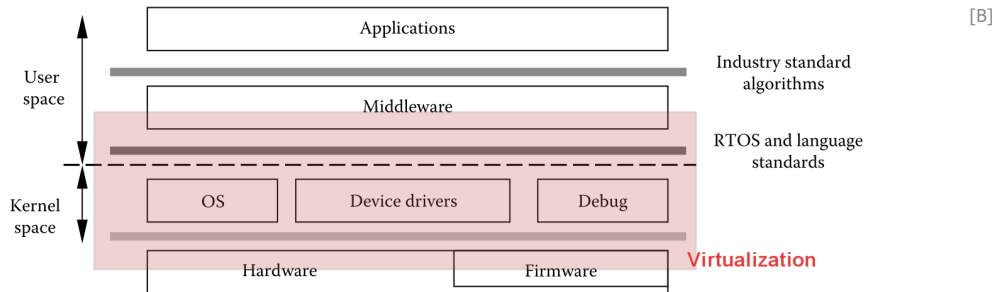 [B]
Applications
User
space
Industry standard
algorithms
Middleware
RTOS and language
standards
Kernel
space
OS
Device drivers
Debug
Hardware
Firmware
Virtualization